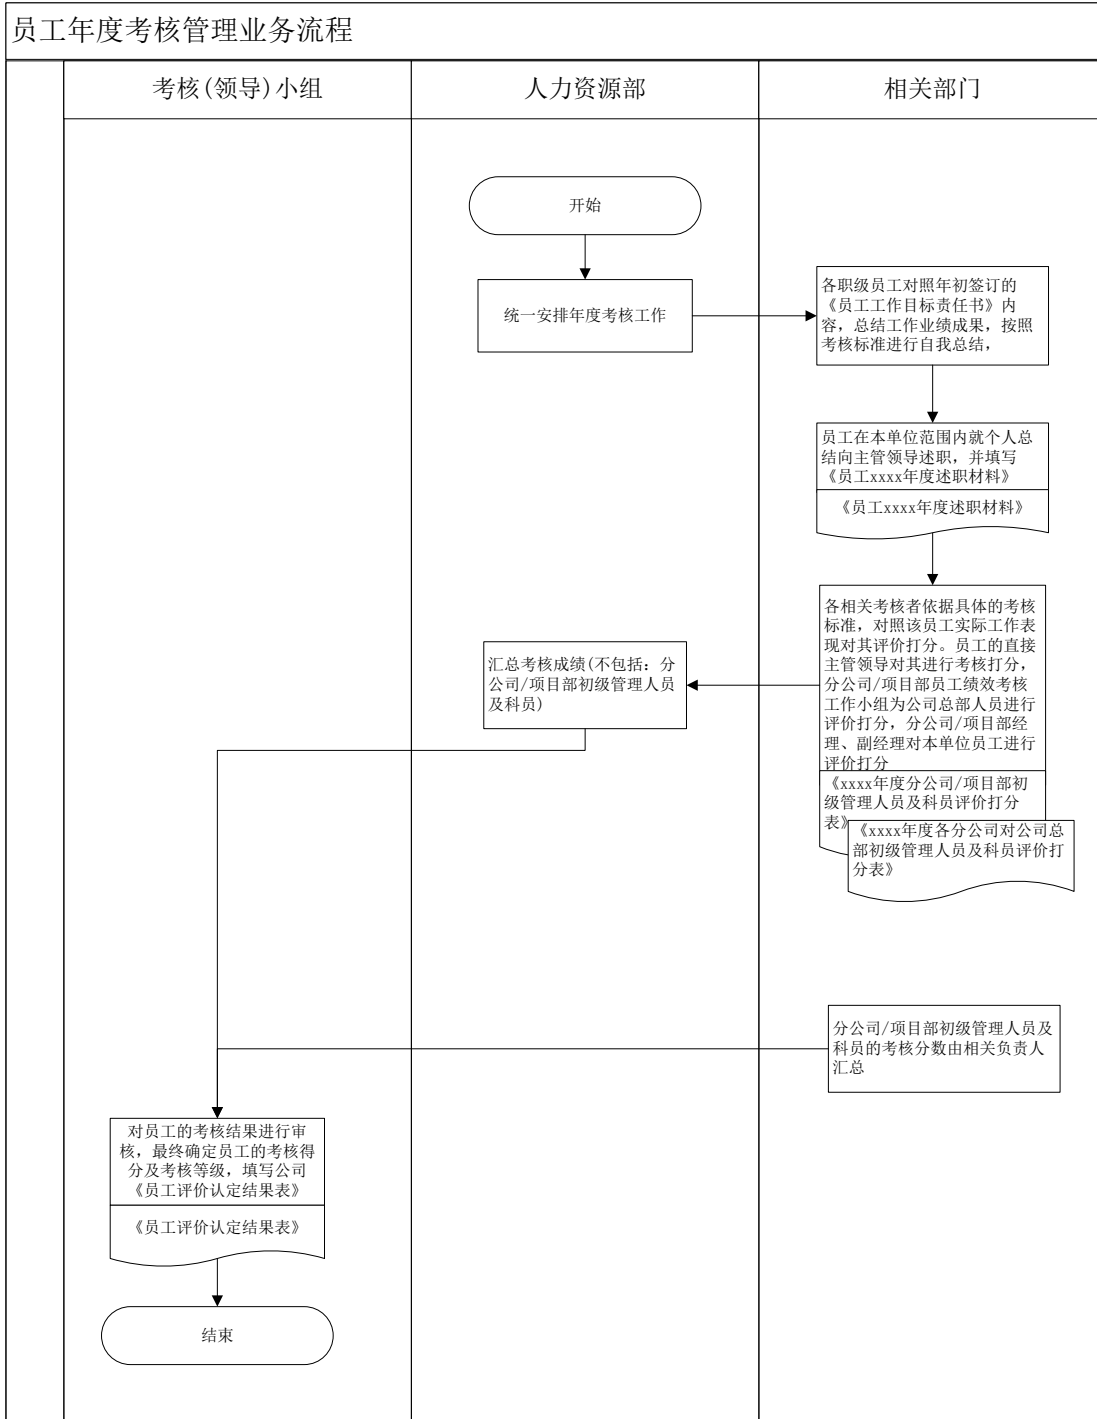 员工年度考核管理业务流程
考核(领导)小组
人力资源部
相关部门
开始
统一安排年度考核工作
各职级员工对照年初签订的
《员工工作目标责任书》内
容，总结工作业绩成果，按照
考核标准进行自我总结，
员工在本单位范围内就个人总
结向主管领导述职，并填写
《员工xxxx年度述职材料》
《员工xxxx年度述职材料》
各相关考核者依据具体的考核
标准，对照该员工实际工作表
现对其评价打分。员工的直接
主管领导对其进行考核打分，
分公司/项目部员工绩效考核
工作小组为公司总部人员进行
评价打分，分公司/项目部经
理、副经理对本单位员工进行
评价打分
《xxxx年度分公司/项目部初
级管理人员及科员评价打分
表》
《xxxx年度各分公司对公司总
部初级管理人员及科员评价打
分表》
汇总考核成绩(不包括：分
公司/项目部初级管理人员
及科员)
分公司/项目部初级管理人员及
科员的考核分数由相关负责人
汇总
对员工的考核结果进行审
核，最终确定员工的考核得
分及考核等级，填写公司
《员工评价认定结果表》
《员工评价认定结果表》
结束